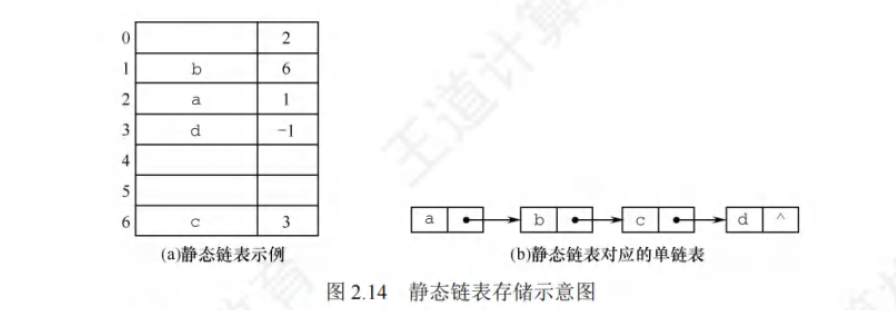 0 2
1 b 6
2 a 1
3 d -1
4
5
6 c 3
a b c d ^
(a)静态链表示例
(b)静态链表对应的单链表
图 2.14 静态链表存储示意图
王道计算
教育